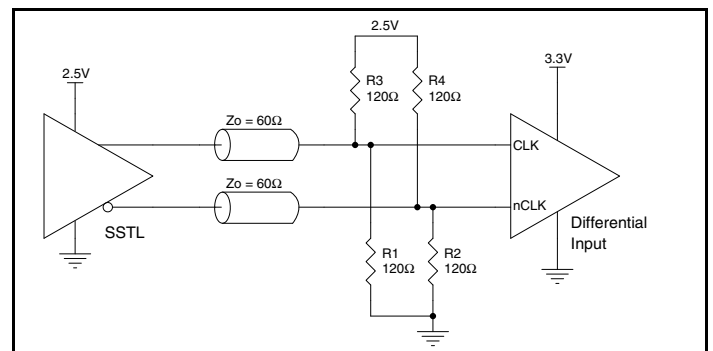 2.5V
3.3V
2.5V
R3
120Ω
R4
120Ω
Zo = 60Ω
CLK
Zo = 60Ω
nCLK
SSTL
Differential
Input
R1
120Ω
R2
120Ω